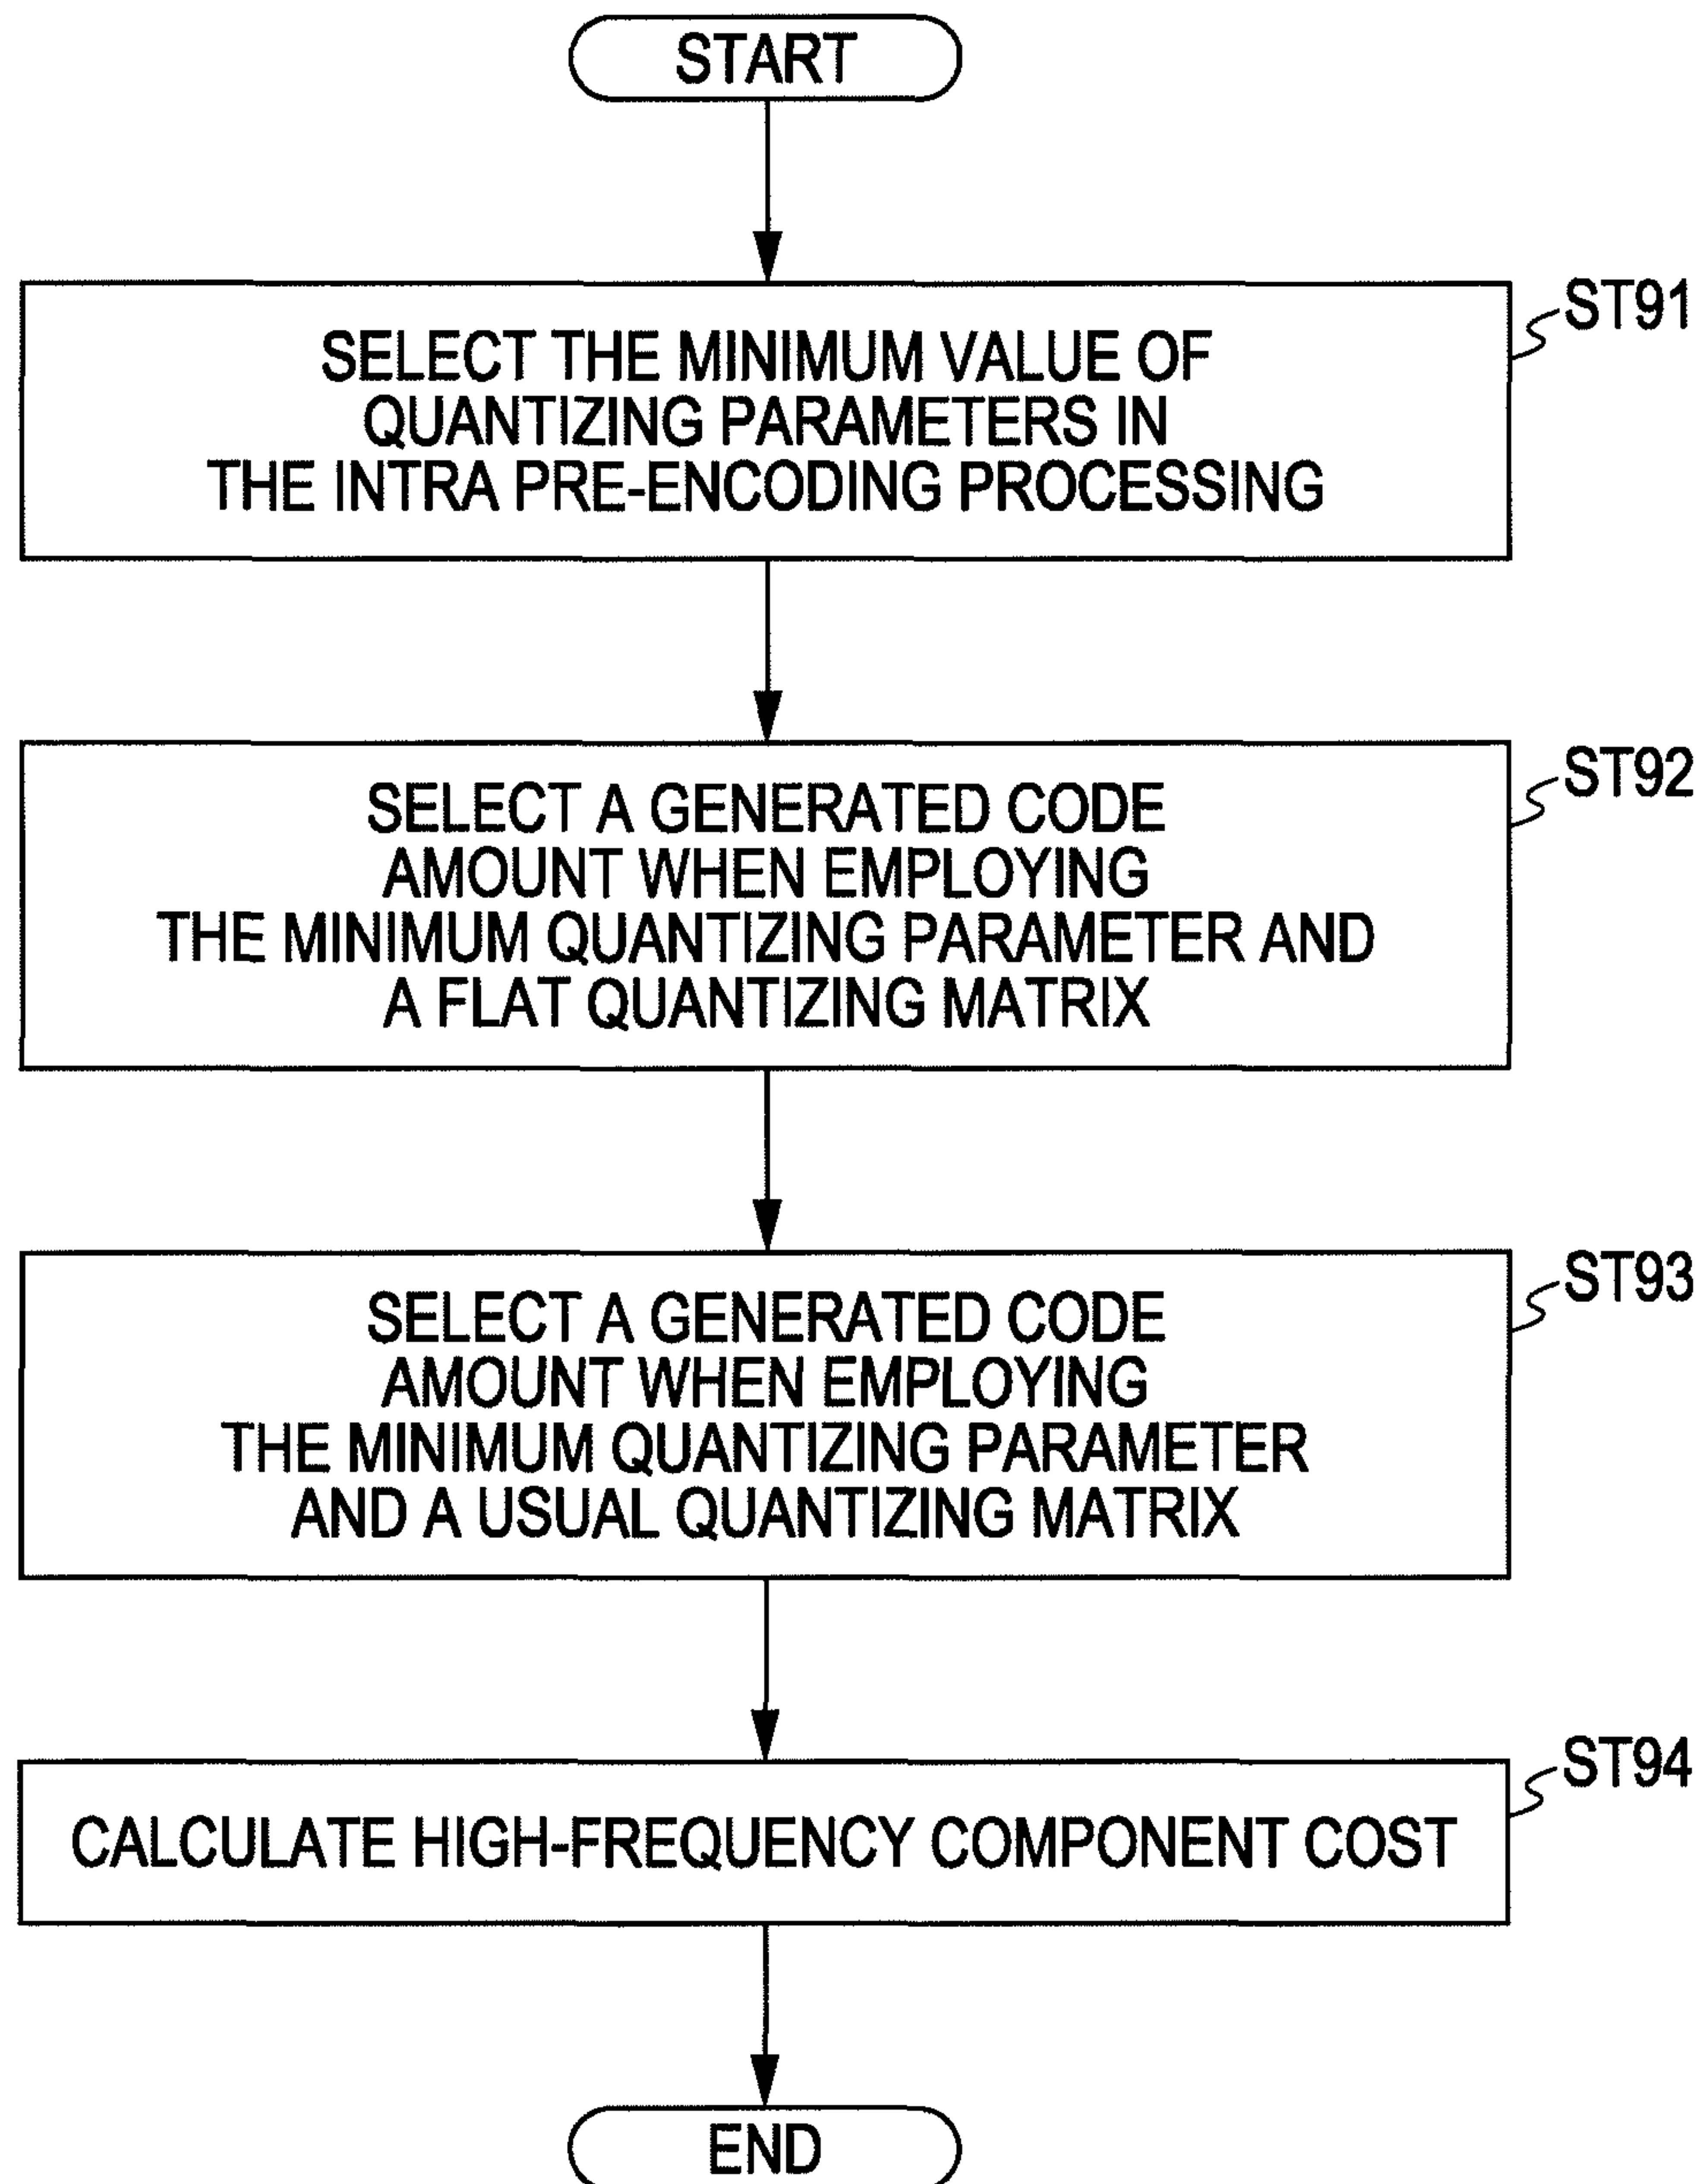 START
ST91
SELECT THE MINIMUM VALUE OF
QUANTIZING PARAMETERS IN
THE INTRA PRE-ENCODING PROCESSING
ST92
SELECT A GENERATED CODE
AMOUNT WHEN EMPLOYING
THE MINIMUM QUANTIZING PARAMETER AND
A FLAT QUANTIZING MATRIX
ST93
SELECT A GENERATED CODE
AMOUNT WHEN EMPLOYING
THE MINIMUM QUANTIZING PARAMETER
AND A USUAL QUANTIZING MATRIX
ST94
CALCULATE HIGH-FREQUENCY COMPONENT COST
END